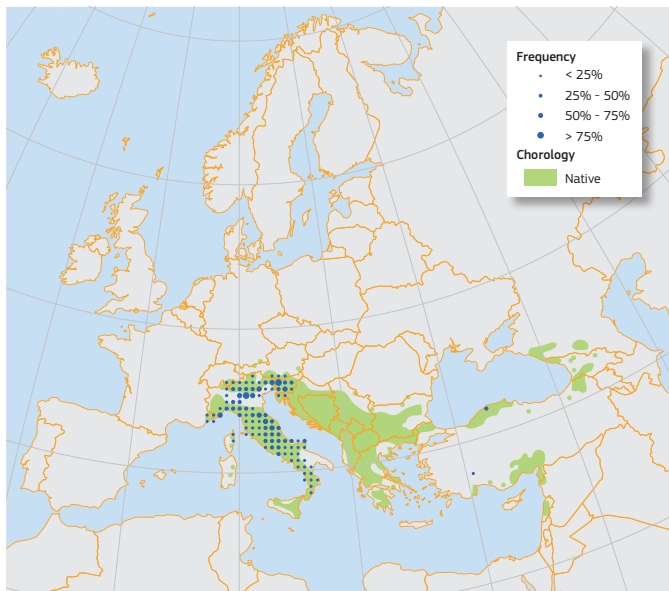 Frequency
< 25%
25% - 50%
50% - 75%
> 75%
Chorology
Native